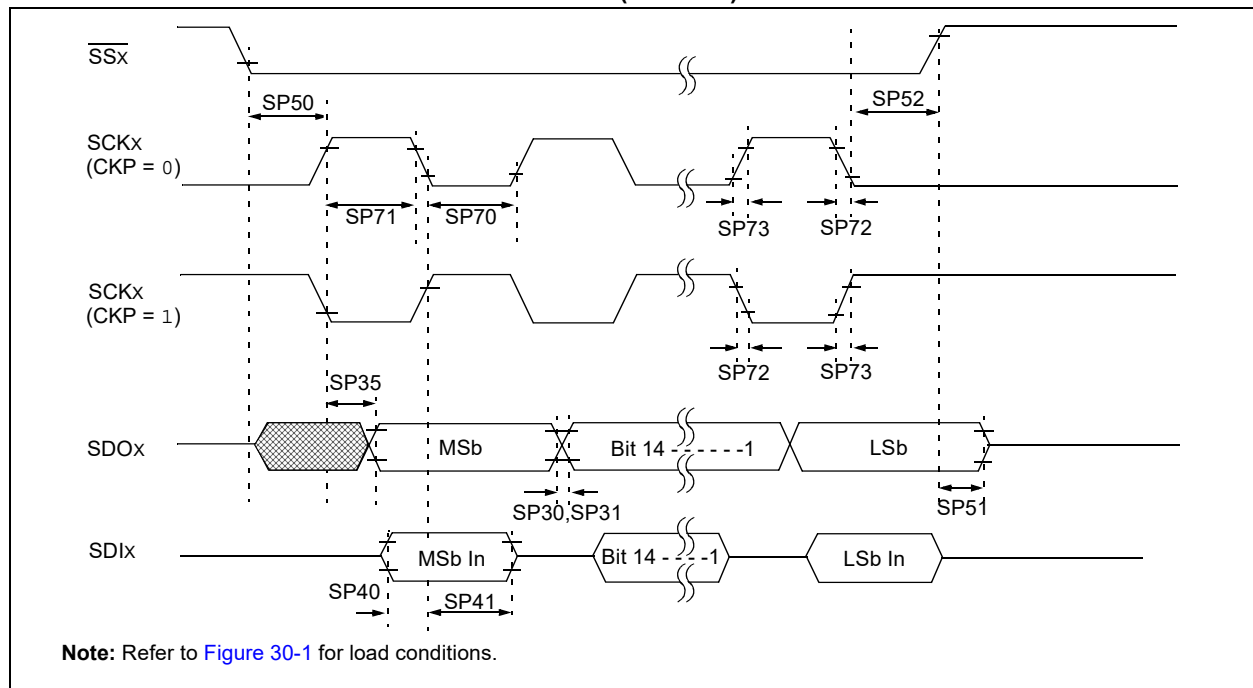 SSx
SP50
SP52
SCKx
(CKP = 0)
SP71
SP70
SP73
SP72
SCKx
(CKP = 1)
SP72
SP73
SP35
SDOx
MSb
Bit 14 - - - - - -1
LSb
SP30,SP31
SP51
SDIx
MSb In
Bit 14 - - - -1
LSb In
SP40
SP41
Note: Refer to Figure 30-1 for load conditions.